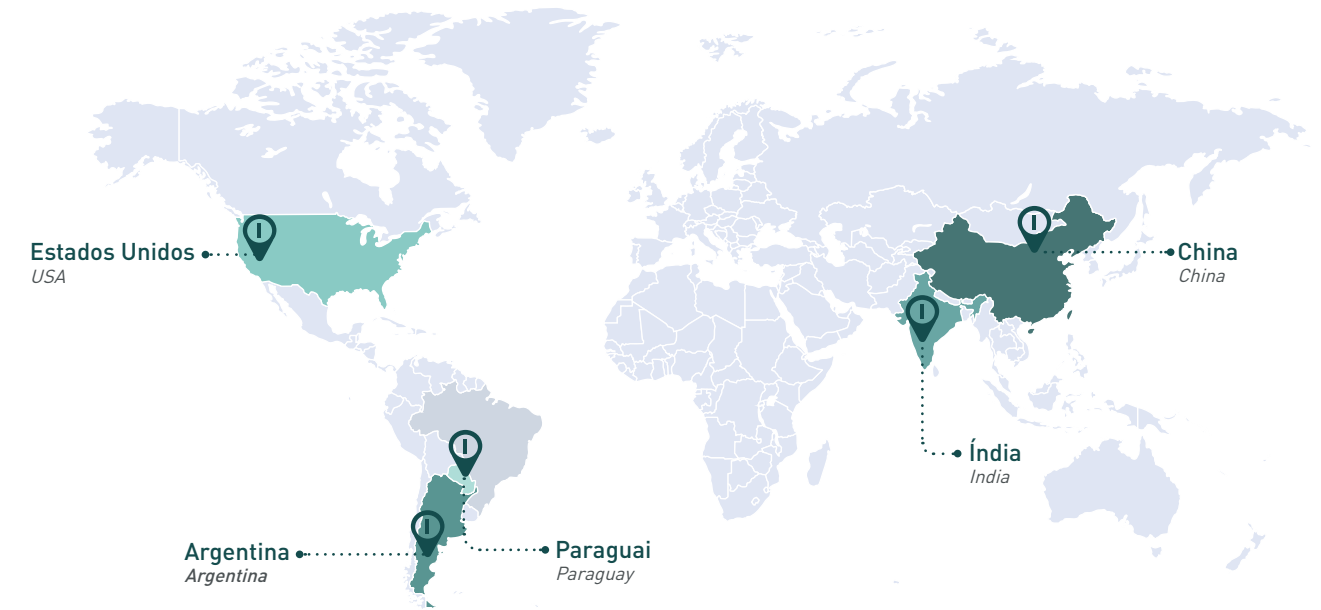 Estados Unidos
USA
China
China
Índia
India
Argentina
Argentina
Paraguai
Paraguay